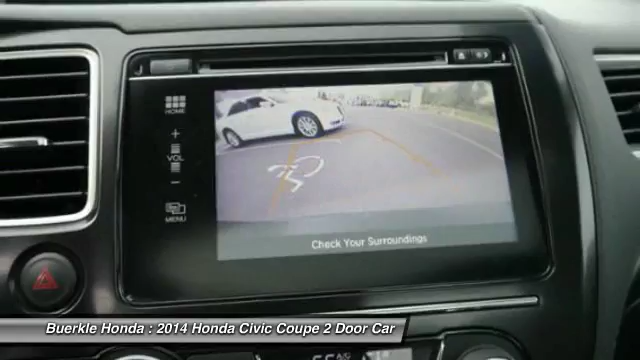 HOME
+
VOL
-
MENU
Check Your Surroundings
Buerkle Honda : 2014 Honda Civic Coupe 2 Door Car